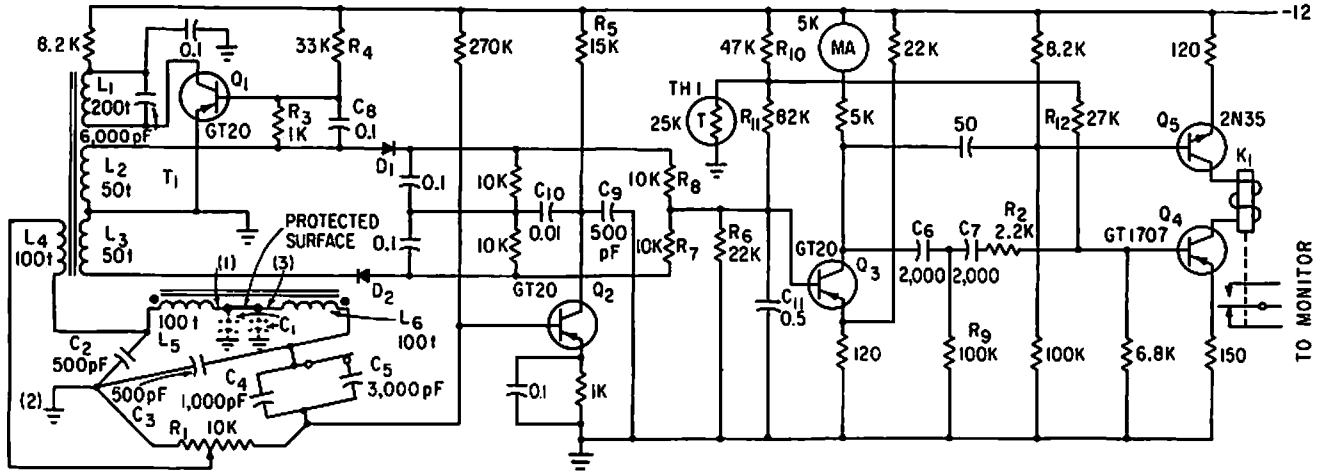 -12
8.2K
0.1
L1
200t
6,000pF
Q1
GT20
33K
R4
R3
1K
C8
0.1
270K
R5
15K
47K
R10
5K
MA
22K
8.2K
120
TH 1
T
25K
R11
82K
5K
R12
27K
50
Q5
2N35
K1
L2
50t
T1
D1
0.1
10K
C10
0.01
C9
500
pF
10K
R8
L4
100t
L3
50t
PROTECTED
SURFACE
0.1
10K
10K
R7
R6
22K
GT20
Q3
C6
2,000
C7
2,000
R2
2.2K
Q4
GT1707
(1)
(3)
D2
GT20
Q2
C11
0.5
100t
L5
C1
L6
100t
C2
500pF
(2)
500pF
C3
C4
1,000pF
C5
3,000pF
0.1
1K
120
R9
100K
100K
6.8K
150
TO MONITOR
R1
10K